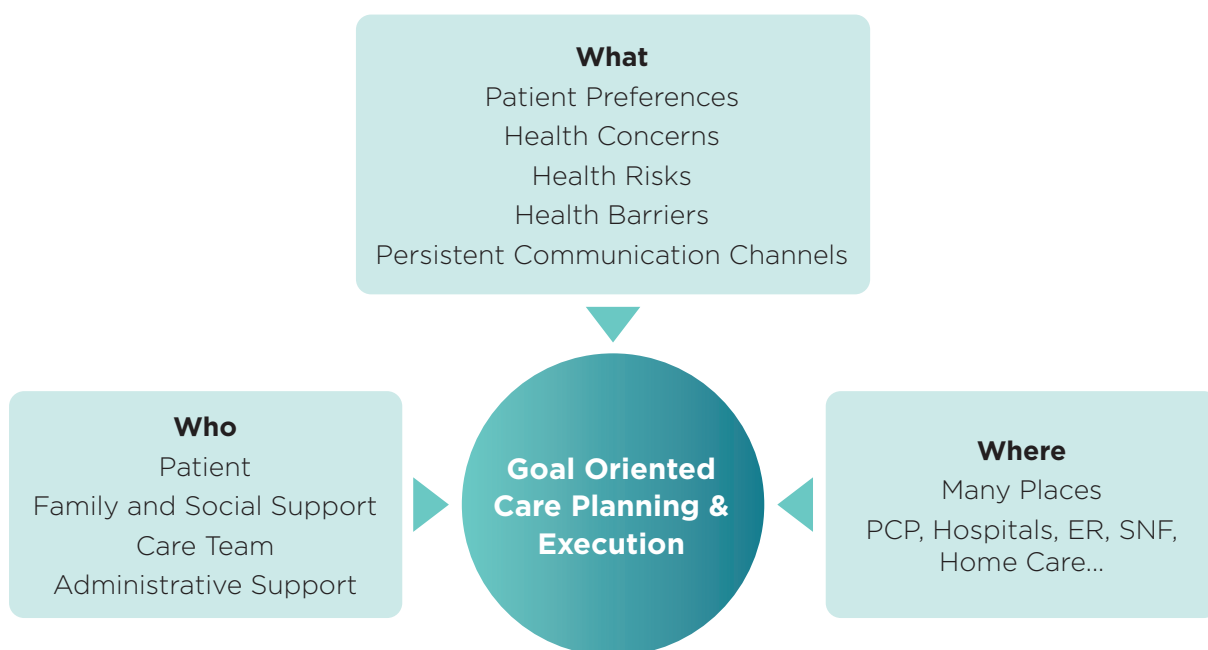 What
Patient Preferences
Health Concerns
Health Risks
Health Barriers
Persistent Communication Channels
Who
Patient
Family and Social Support
Care Team
Administrative Support
Goal Oriented
Care Planning &
Execution
Where
Many Places
PCP, Hospitals, ER, SNF,
Home Care...